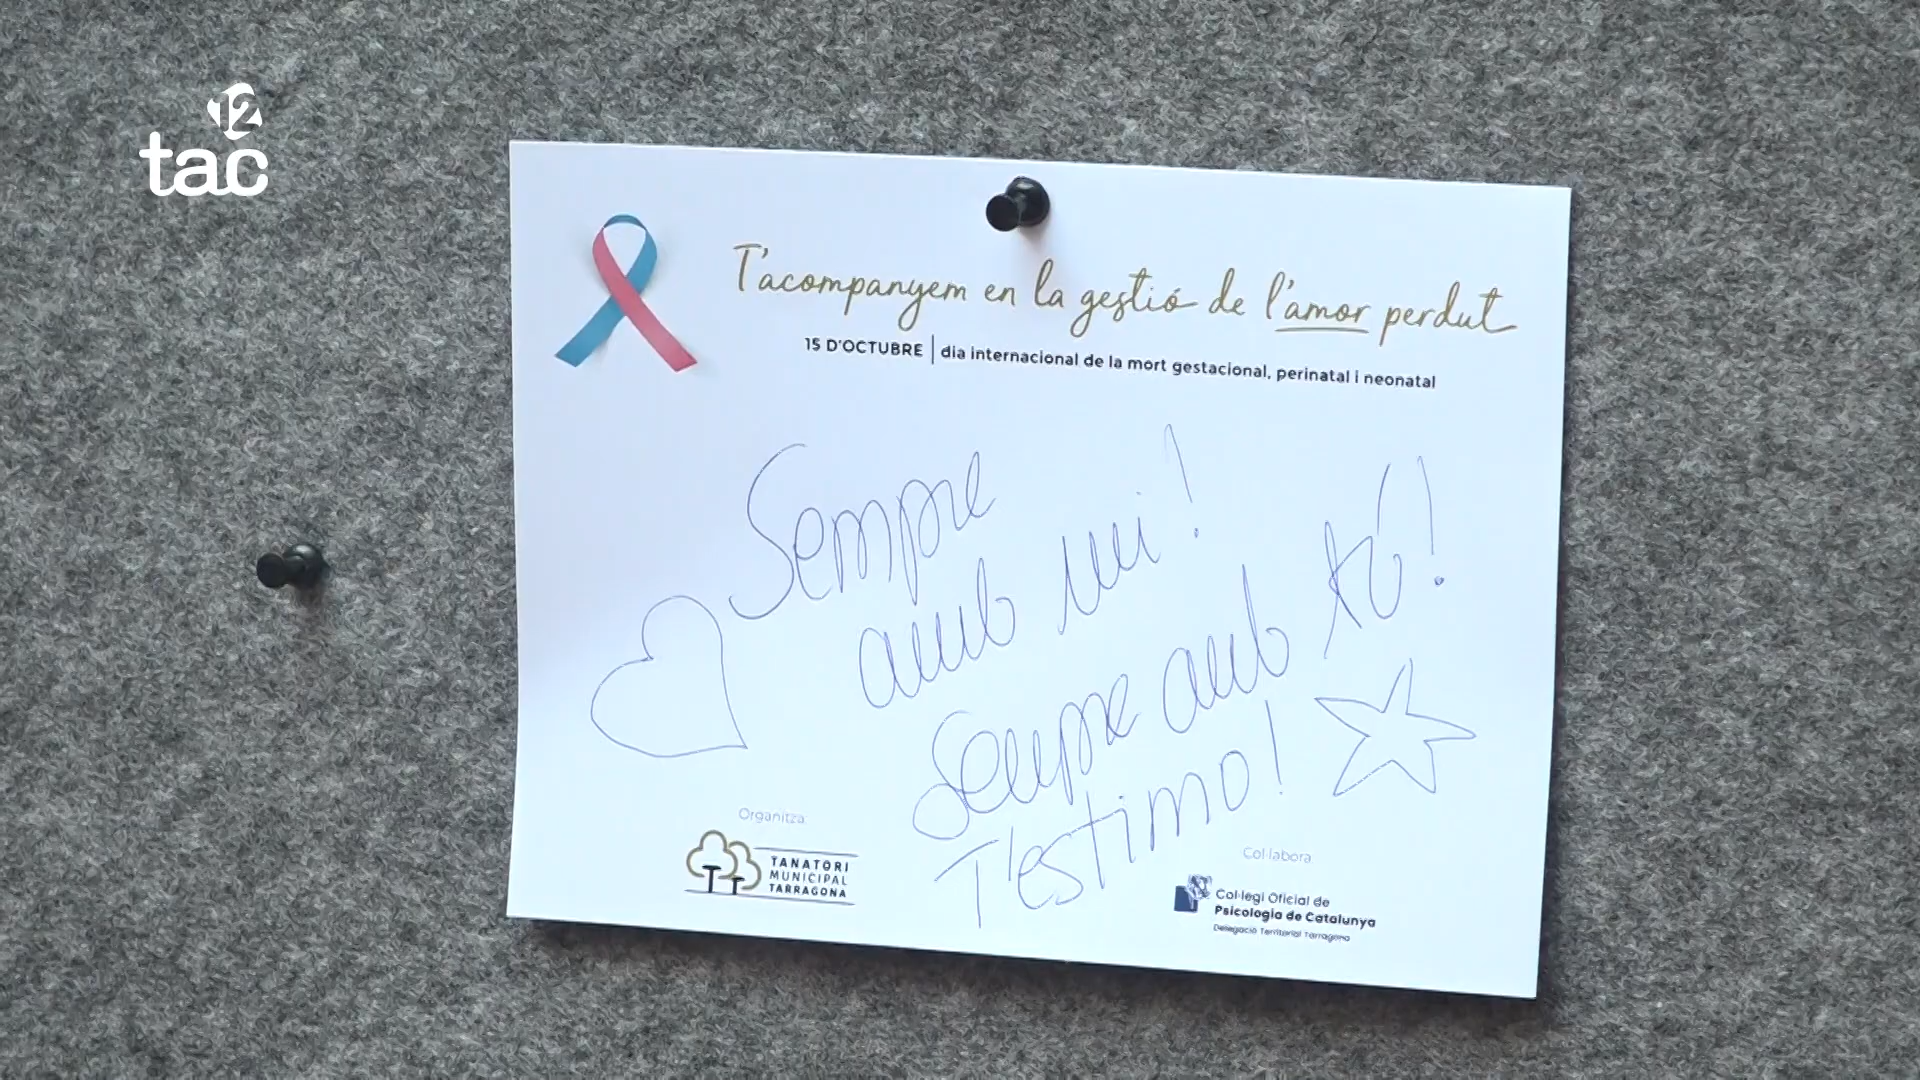 12
tac
T'acompanyem en la gestió de l'amor perdut
15 D'OCTUBRE | dia internacional de la mort gestacional, perinatal i neonatal
Sempre
amb mi!
Sempre amb tú!
T'estimo!
Organitza:
TANATORI
MUNICIPAL
TARRAGONA
Col·labora:
Col·legi Oficial de
Psicologia de Catalunya
Delegació Territorial Tarragona